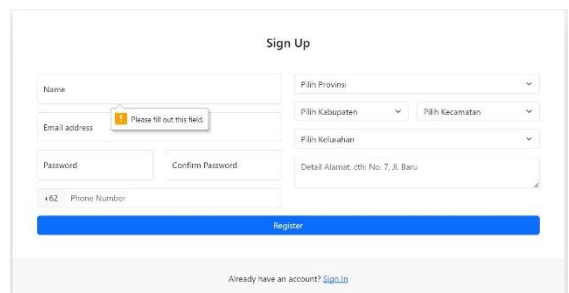 Sign Up
Name
Please fill out this field.
Email address
Password
Confirm Password
+62 Phone Number
Pilih Provinsi
Pilih Kabupaten
Pilih Kecamatan
Pilih Kelurahan
Detail Alamat, cth: No. 7, Jl. Baru
Register
Already have an account? Sign In